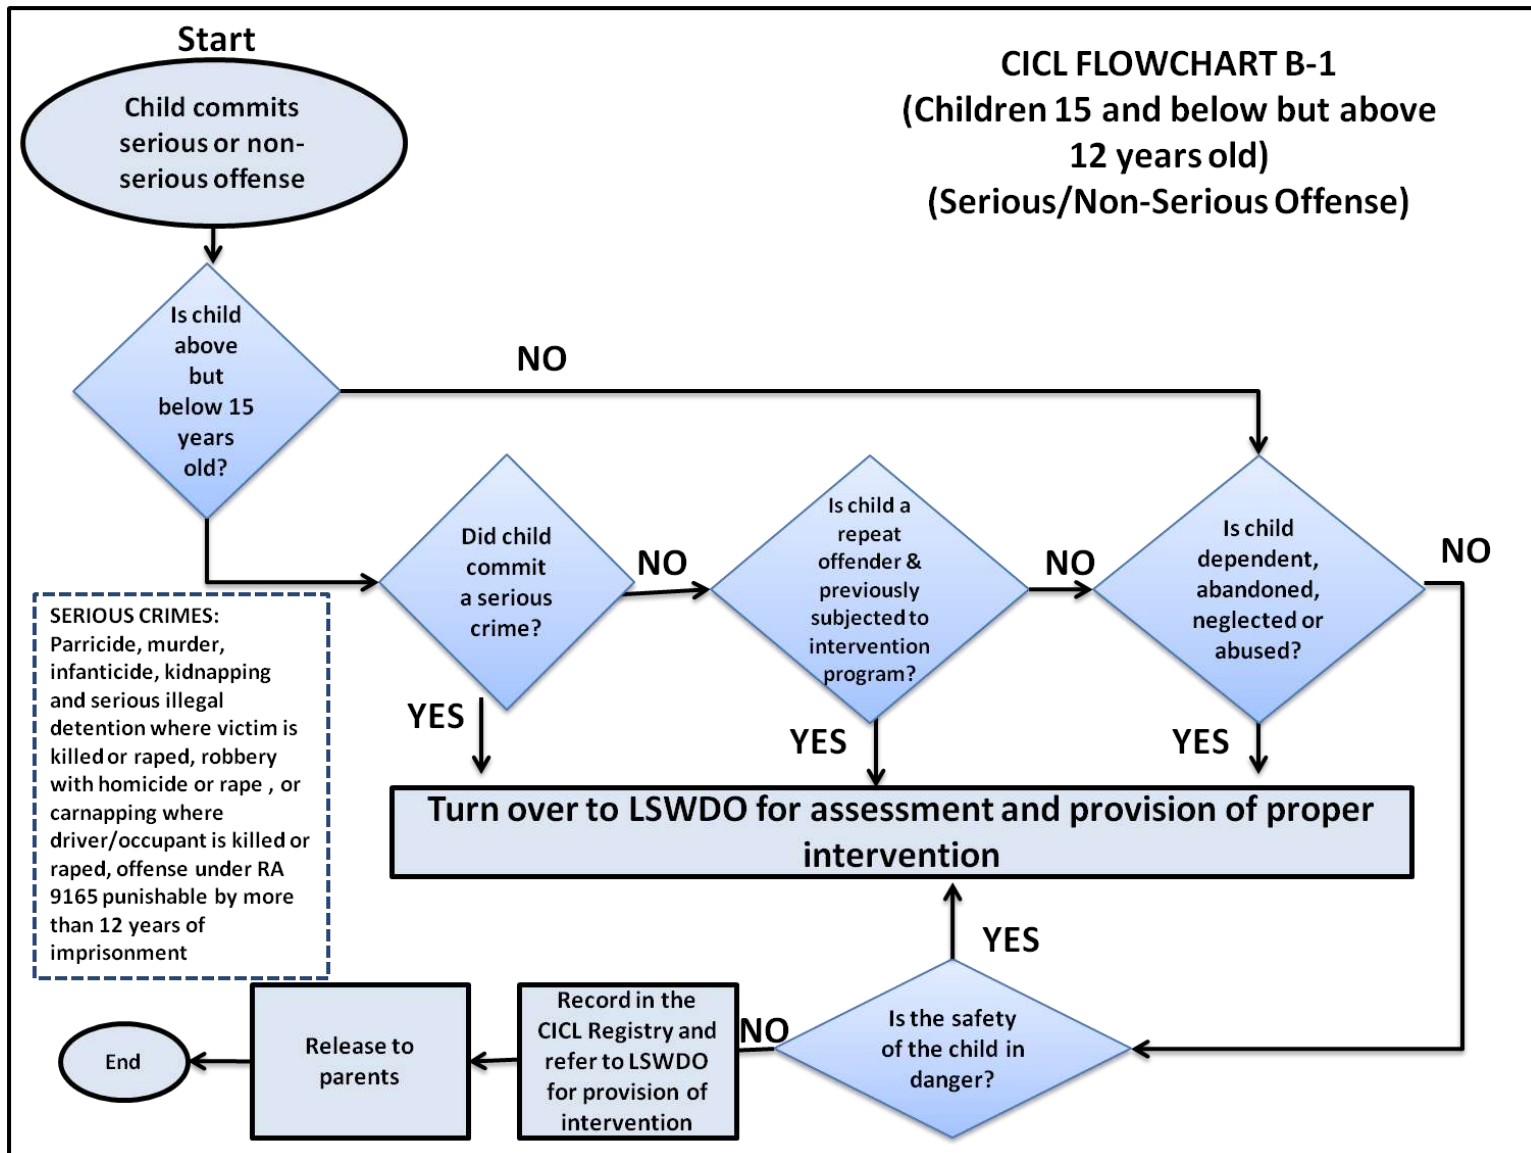 Start
Child commits
serious or non-
serious offense
CICL FLOWCHART B-1
(Children 15 and below but above
12 years old)
(Serious/Non-Serious Offense)
Is child
above
but
below 15
years
old?
NO
Did child
commit
a serious
crime?
NO
Is child a
repeat
offender &
previously
subjected to
intervention
program?
NO
Is child
dependent,
abandoned,
neglected or
abused?
NO
SERIOUS CRIMES:
Parricide, murder,
infanticide, kidnapping
and serious illegal
detention where victim is
killed or raped, robbery
with homicide or rape , or
carnapping where
driver/occupant is killed or
raped, offense under RA
9165 punishable by more
than 12 years of
imprisonment
YES
YES
YES
Turn over to LSWDO for assessment and provision of proper
intervention
YES
Is the safety
of the child in
danger?
NO
Record in the
CICL Registry and
refer to LSWDO
for provision of
intervention
Release to
parents
End